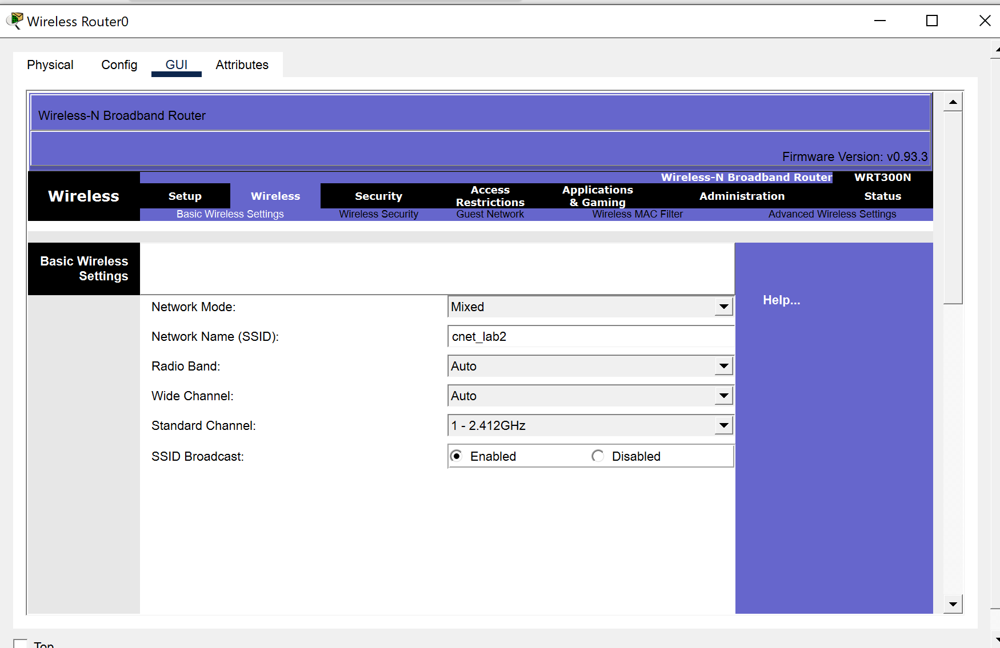 Wireless Router0
Physical Config GUI Attributes
Wireless-N Broadband Router
Firmware Version: v0.93.3
Wireless-N Broadband Router WRT300N
Wireless
Setup Wireless Security Access Restrictions Applications & Gaming Administration Status
Basic Wireless Settings Wireless Security Guest Network Wireless MAC Filter Advanced Wireless Settings
Basic Wireless
Settings
Help...
Network Mode: Mixed
Network Name (SSID): cnet_lab2
Radio Band: Auto
Wide Channel: Auto
Standard Channel: 1 - 2.412GHz
SSID Broadcast: Enabled Disabled
Top